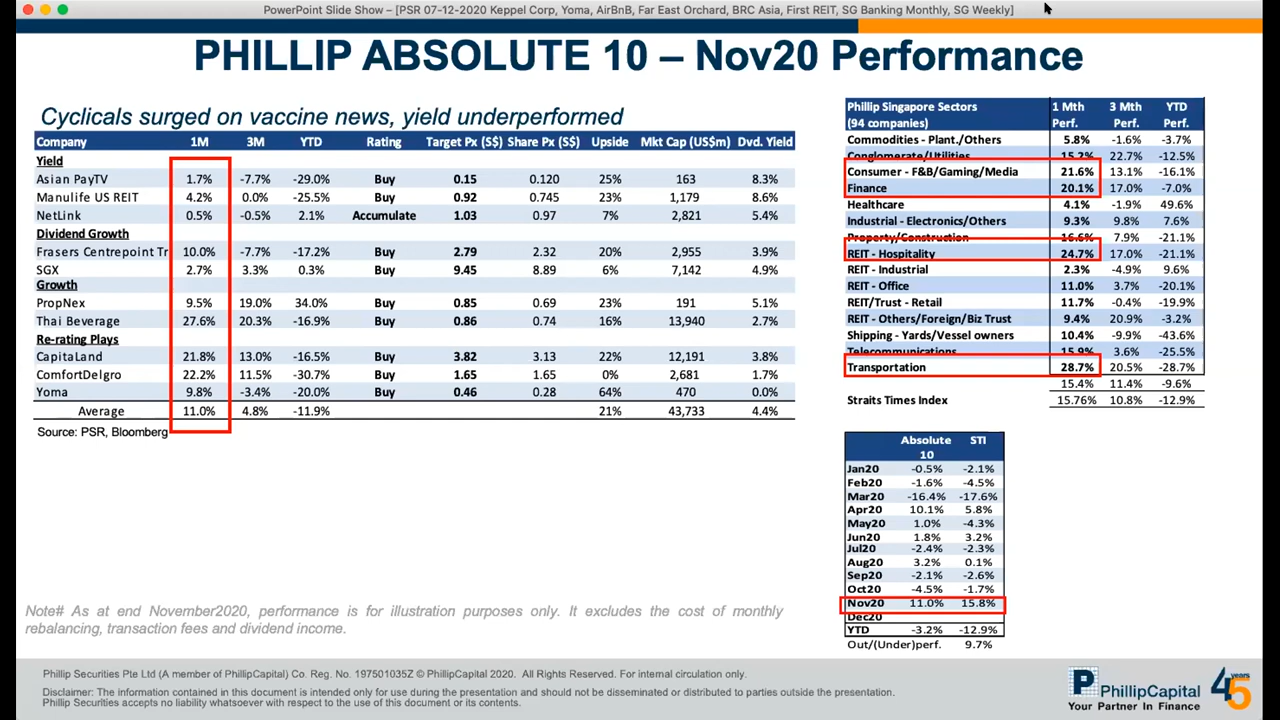 PowerPoint Slide Show – [PSR 07-12-2020 Keppel Corp, Yoma, AirBnB, Far East Orchard, BRC Asia, First REIT, SG Banking Monthly, SG Weekly]
PHILLIP ABSOLUTE 10 – Nov20 Performance
Cyclicals surged on vaccine news, yield underperformed
Company 1M 3M YTD Rating Target Px (S$) Share Px (S$) Upside Mkt Cap (US$m) Dvd. Yield
Yield
Asian PayTV 1.7% -7.7% -29.0% Buy 0.15 0.120 25% 163 8.3%
Manulife US REIT 4.2% 0.0% -25.5% Buy 0.92 0.745 23% 1,179 8.6%
NetLink 0.5% -0.5% 2.1% Accumulate 1.03 0.97 7% 2,821 5.4%
Dividend Growth
Frasers Centrepoint Tr 10.0% -7.7% -17.2% Buy 2.79 2.32 20% 2,955 3.9%
SGX 2.7% 3.3% 0.3% Buy 9.45 8.89 6% 7,142 4.9%
Growth
PropNex 9.5% 19.0% 34.0% Buy 0.85 0.69 23% 191 5.1%
Thai Beverage 27.6% 20.3% -16.9% Buy 0.86 0.74 16% 13,940 2.7%
Re-rating Plays
CapitaLand 21.8% 13.0% -16.5% Buy 3.82 3.13 22% 12,191 3.8%
ComfortDelgro 22.2% 11.5% -30.7% Buy 1.65 1.65 0% 2,681 1.7%
Yoma 9.8% -3.4% -20.0% Buy 0.46 0.28 64% 470 0.0%
Average 11.0% 4.8% -11.9% 21% 43,733 4.4%
Source: PSR, Bloomberg
Phillip Singapore Sectors 1 Mth 3 Mth YTD
(94 companies) Perf. Perf. Perf.
Commodities - Plant./Others 5.8% -1.6% -3.7%
Conglomerate/Utilities 15.2% 22.7% -12.5%
Consumer - F&B/Gaming/Media 21.6% 13.1% -16.1%
Finance 20.1% 17.0% -7.0%
Healthcare 4.1% -1.9% 49.6%
Industrial - Electronics/Others 9.3% 9.8% 7.6%
Property/Construction 16.6% 7.9% -21.1%
REIT - Hospitality 24.7% 17.0% -21.1%
REIT - Industrial 2.3% -4.9% 9.6%
REIT - Office 11.0% 3.7% -20.1%
REIT/Trust - Retail 11.7% -0.4% -19.9%
REIT - Others/Foreign/Biz Trust 9.4% 20.9% -3.2%
Shipping - Yards/Vessel owners 10.4% -9.9% -43.6%
Telecommunications 15.9% 3.6% -25.5%
Transportation 28.7% 20.5% -28.7%
15.4% 11.4% -9.6%
Straits Times Index 15.76% 10.8% -12.9%
Absolute STI
10
Jan20 -0.5% -2.1%
Feb20 -1.6% -4.5%
Mar20 -16.4% -17.6%
Apr20 10.1% 5.8%
May20 1.0% -4.3%
Jun20 1.8% 3.2%
Jul20 -2.4% -2.3%
Aug20 3.2% 0.1%
Sep20 -2.1% -2.6%
Oct20 -4.5% -1.7%
Nov20 11.0% 15.8%
Dec20
YTD -3.2% -12.9%
Out/(Under)perf. 9.7%
Note# As at end November2020, performance is for illustration purposes only. It excludes the cost of monthly
rebalancing, transaction fees and dividend income.
Phillip Securities Pte Ltd (A member of PhillipCapital) Co. Reg. No. 197501035Z © PhillipCapital 2020. All Rights Reserved. For internal circulation only.
Disclaimer: The information contained in this document is intended only for use during the presentation and should not be disseminated or distributed to parties outside the presentation.
Phillip Securities accepts no liability whatsoever with respect to the use of this document or its contents.
PhillipCapital
Your Partner In Finance
45 years